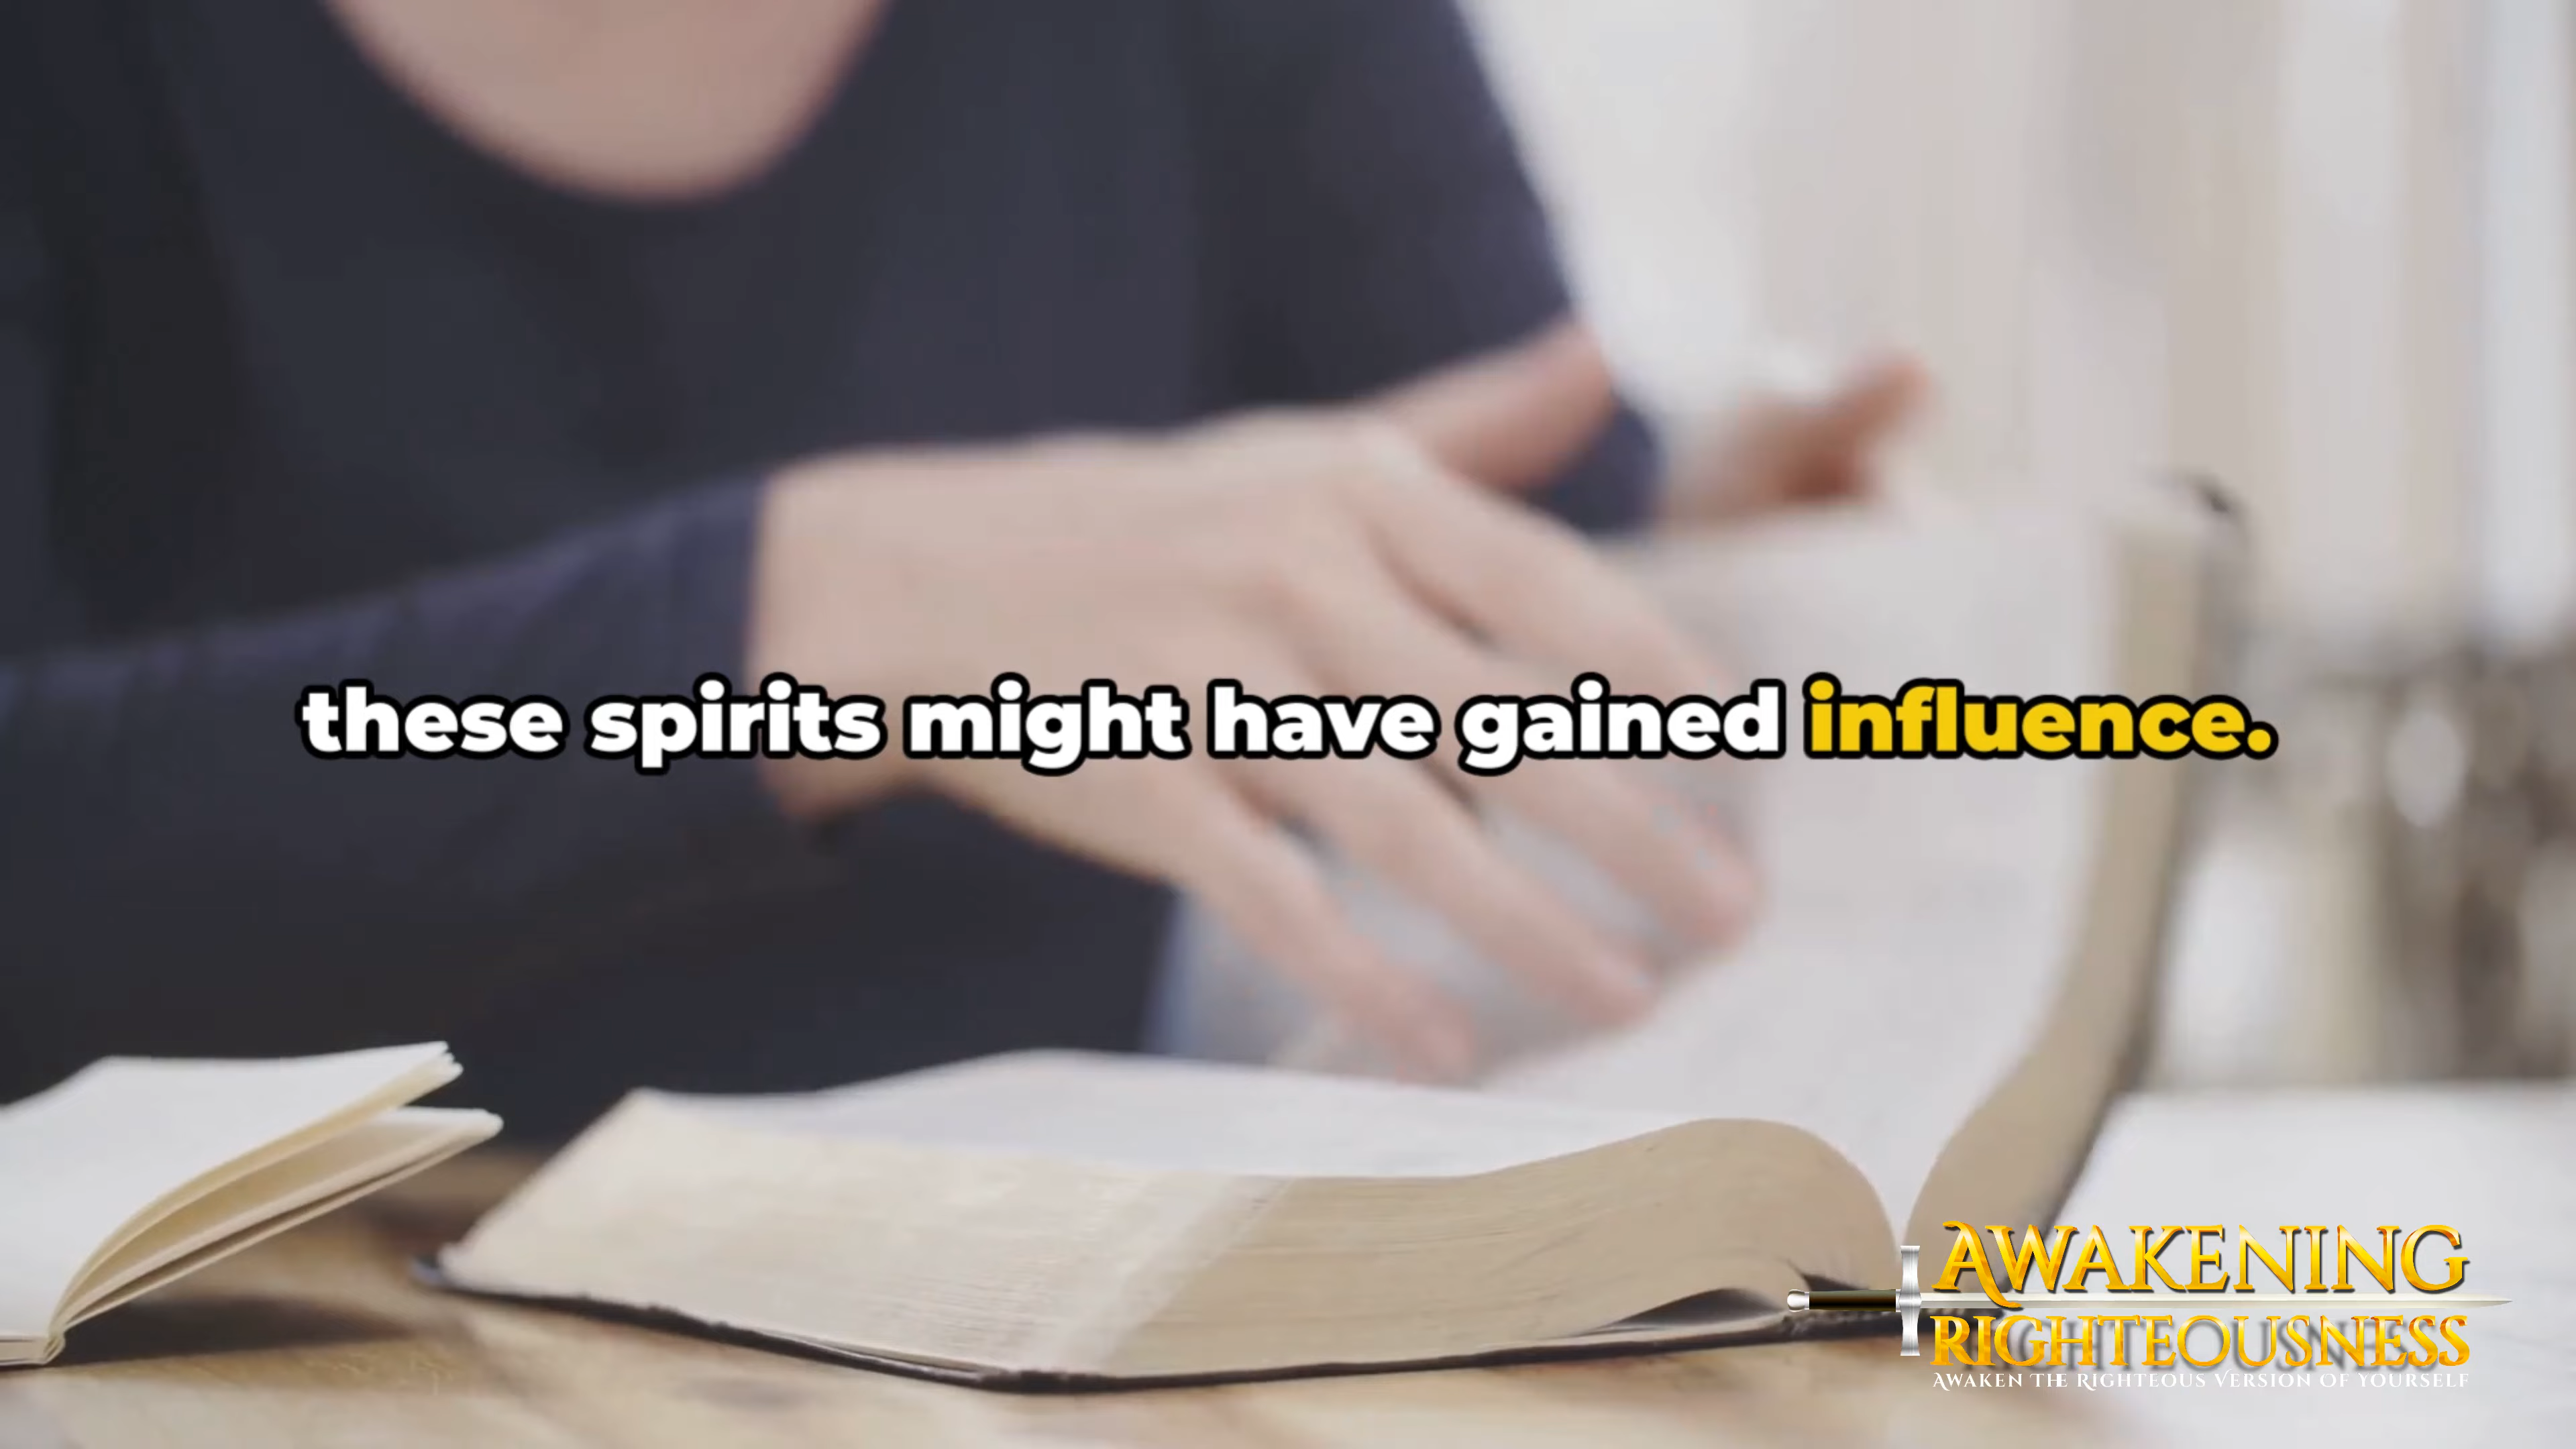 these spirits might have gained influence.
AWAKENING
RIGHTEOUSNESS
AWAKEN THE RIGHTEOUS VERSION OF YOURSELF